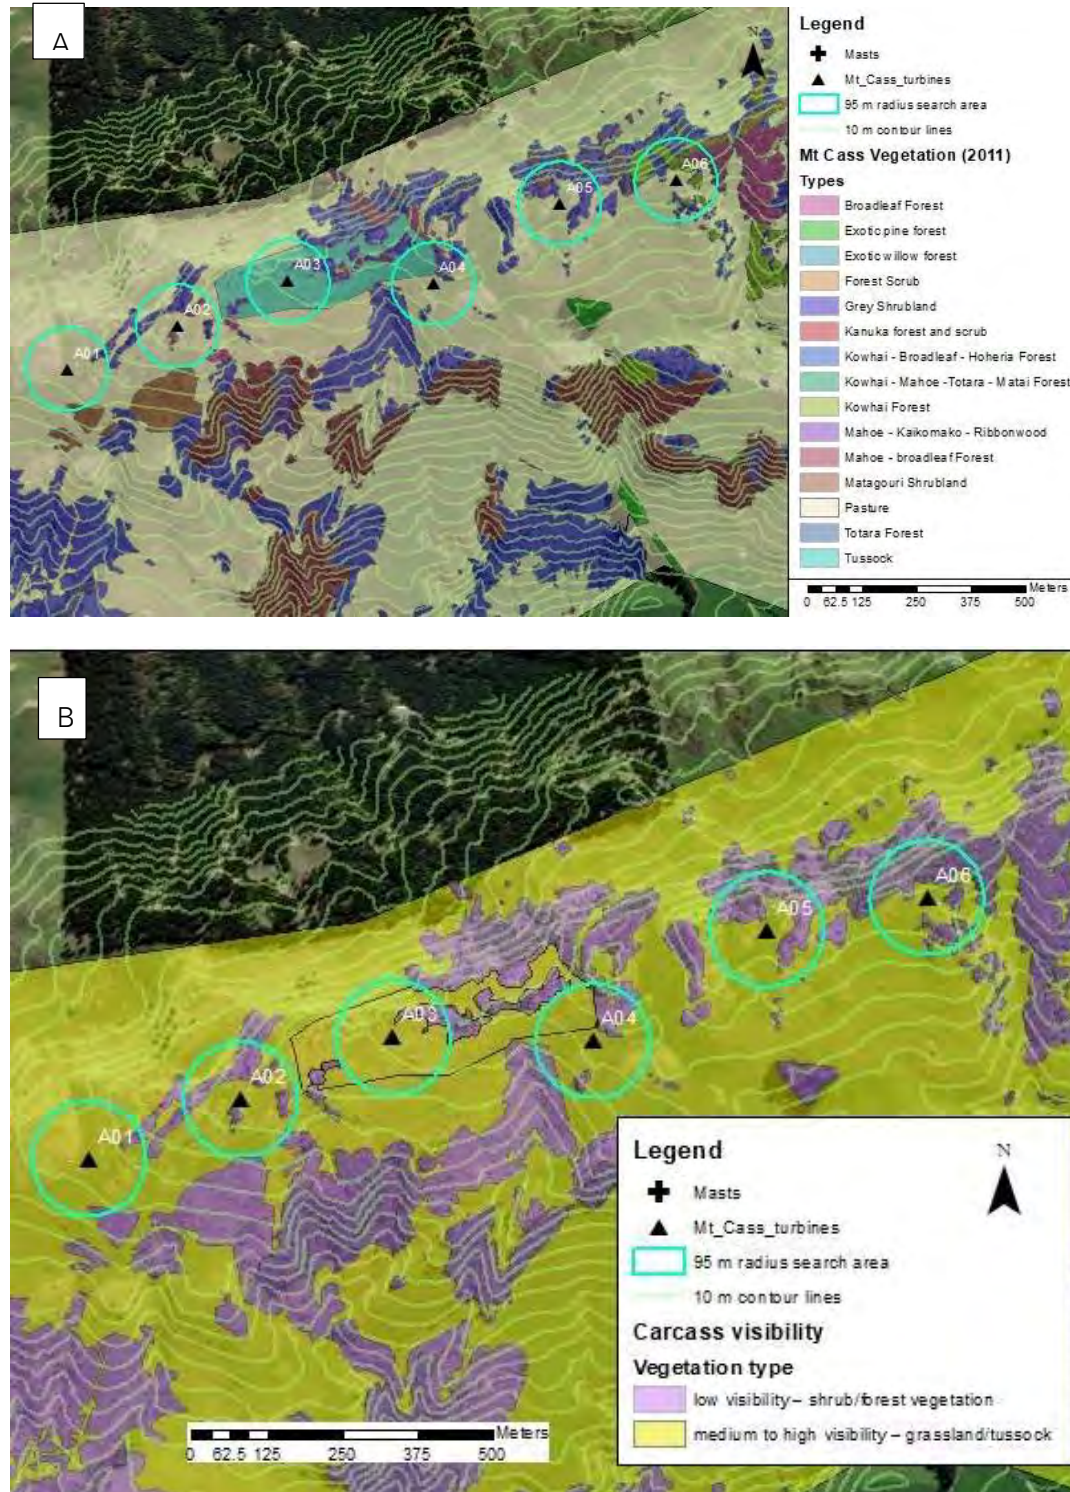 A
A01
A02
A03
A04
A05
A06
N
Legend
Masts
Mt_Cass_turbines
95 m radius search area
10 m contour lines
Mt Cass Vegetation (2011)
Types
Broadleaf Forest
Exotic pine forest
Exotic willow forest
Forest Scrub
Grey Shrubland
Kanuka forest and scrub
Kowhai - Broadleaf - Hoheria Forest
Kowhai - Mahoe -Totara - Matai Forest
Kowhai Forest
Mahoe - Kaikomako - Ribbonwood
Mahoe - broadleaf Forest
Matagouri Shrubland
Pasture
Totara Forest
Tussock
Meters
0 62.5 125 250 375 500
B
A01
A02
A03
A04
A05
A06
Legend
N
Masts
Mt_Cass_turbines
95 m radius search area
10 m contour lines
Carcass visibility
Vegetation type
low visibility – shrub/forest vegetation
medium to high visibility – grassland/tussock
Meters
0 62.5 125 250 375 500